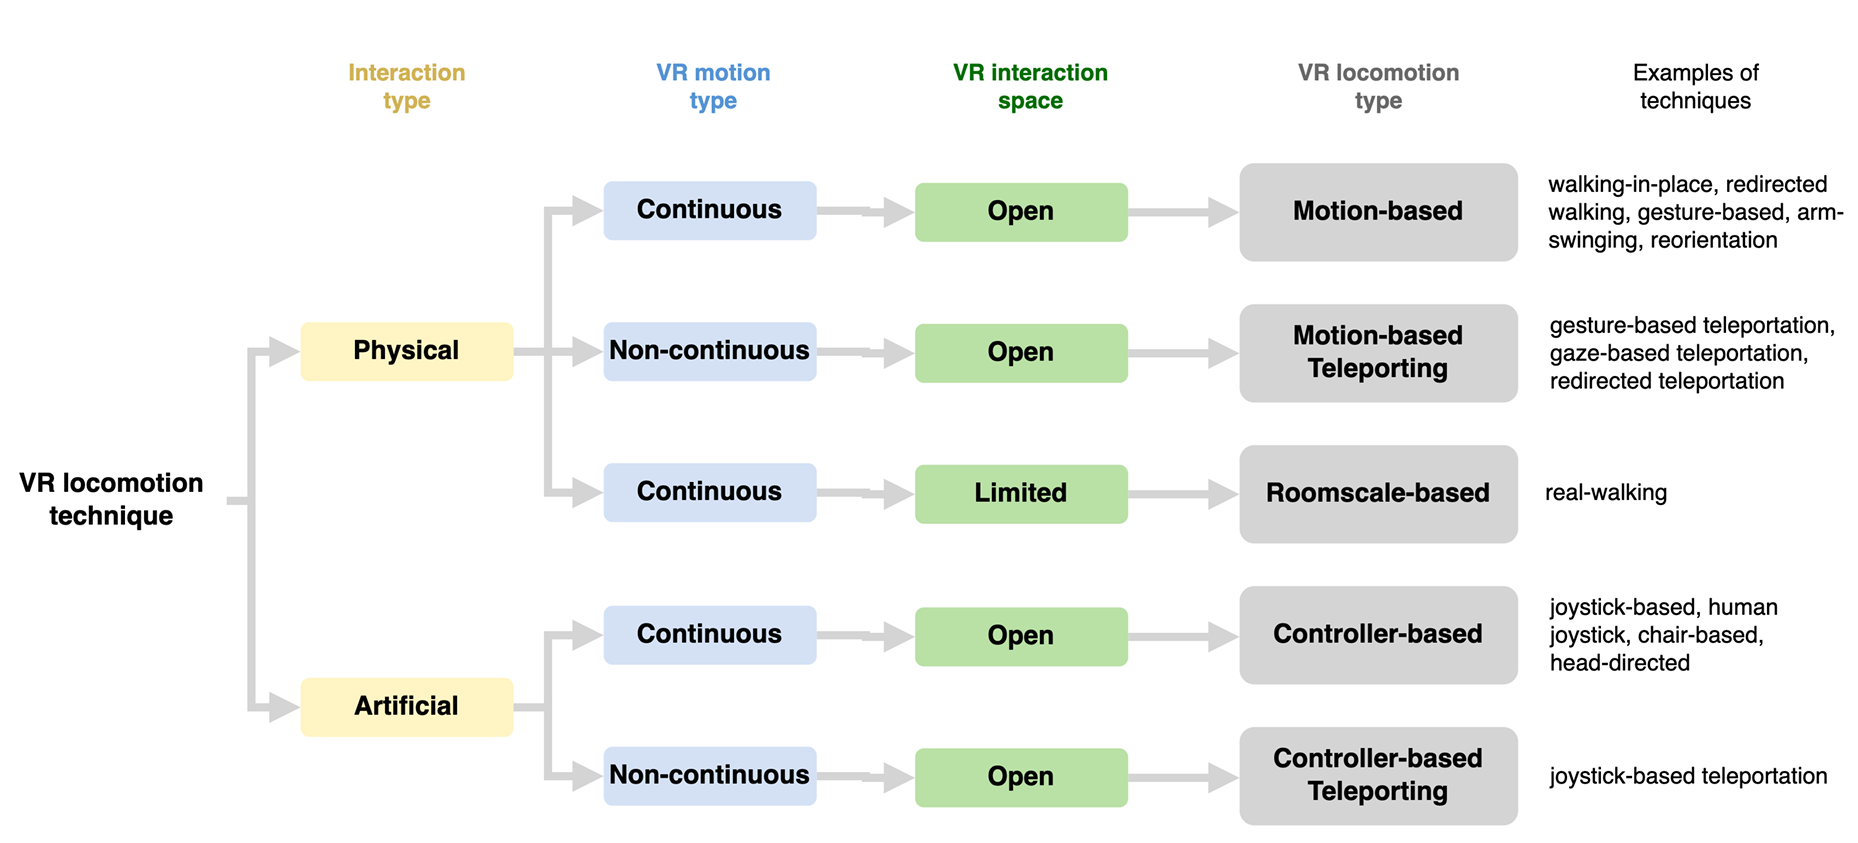 Interaction
type
VR motion
type
VR interaction
space
VR locomotion
type
Examples of
techniques
Continuous
Open
Motion-based
walking-in-place, redirected
walking, gesture-based, arm-
swinging, reorientation
Physical
Non-continuous
Open
Motion-based
Teleporting
gesture-based teleportation,
gaze-based teleportation,
redirected teleportation
Continuous
Limited
Roomscale-based
real-walking
VR locomotion
technique
Continuous
Open
Controller-based
joystick-based, human
joystick, chair-based,
head-directed
Artificial
Non-continuous
Open
Controller-based
Teleporting
joystick-based teleportation